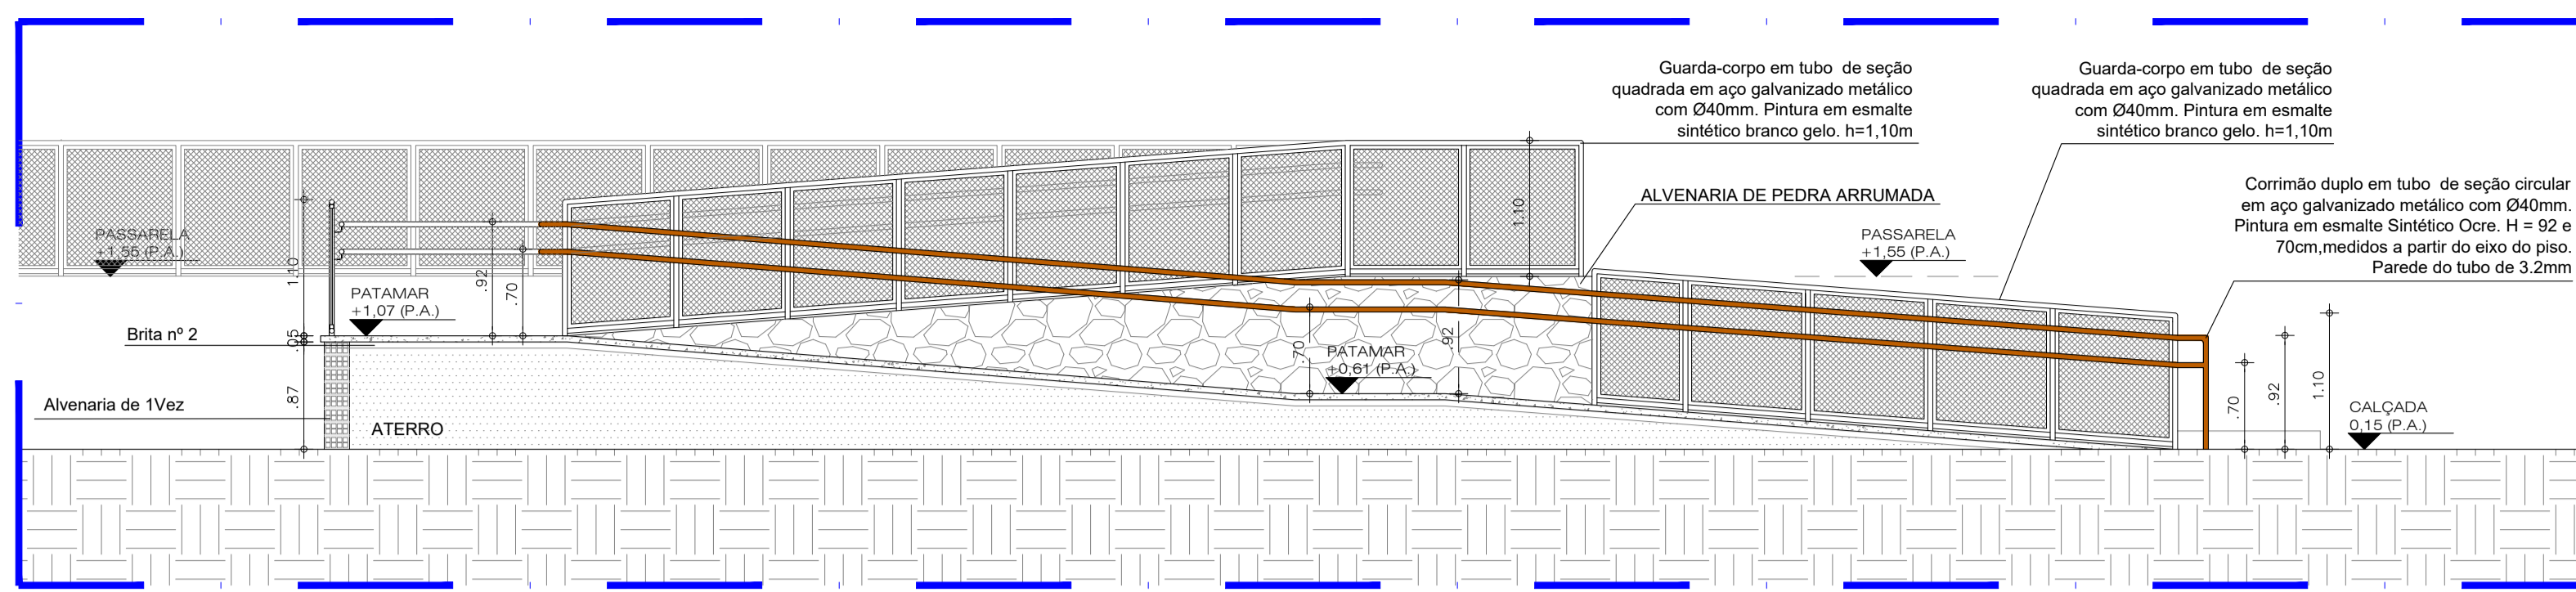 Guarda-corpo em tubo  de seção
quadrada em aço galvanizado metálico
com Ø40mm. Pintura em esmalte
sintético branco gelo. h=1,10m
Guarda-corpo em tubo  de seção
quadrada em aço galvanizado metálico
com Ø40mm. Pintura em esmalte
sintético branco gelo. h=1,10m
Corrimão duplo em tubo  de seção circular
em aço galvanizado metálico com Ø40mm.
Pintura em esmalte Sintético Ocre. H = 92 e
70cm,medidos a partir do eixo do piso.
Parede do tubo de 3.2mm
ALVENARIA DE PEDRA ARRUMADA
PASSARELA
+1,55 (P.A.)
PASSARELA
+1,55 (P.A.)
PATAMAR
+1,07 (P.A.)
1.10
.92
.70
1.10
Brita nº 2
.05
.87
Alvenaria de 1Vez
ATERRO
.70
PATAMAR
+0,61 (P.A.)
.92
.70
.92
1.10
CALÇADA
0,15 (P.A.)